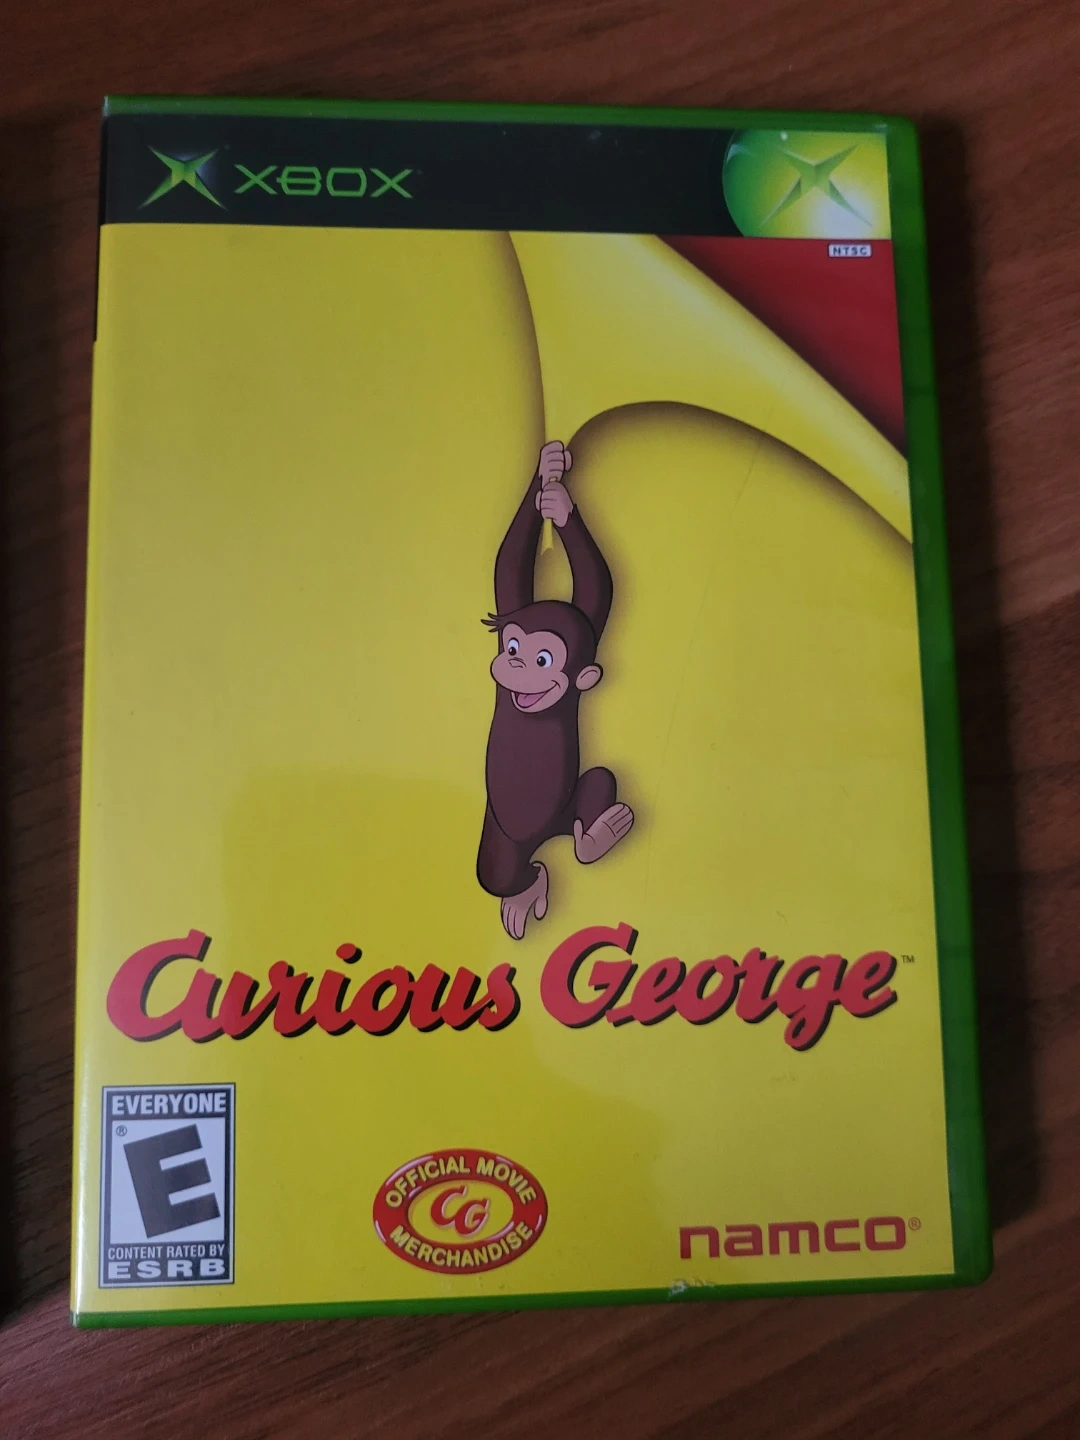 XBOX
NTSC
Curious George™
EVERYONE
®
E
CONTENT RATED BY
ESRB
OFFICIAL MOVIE
CG
MERCHANDISE
namco®